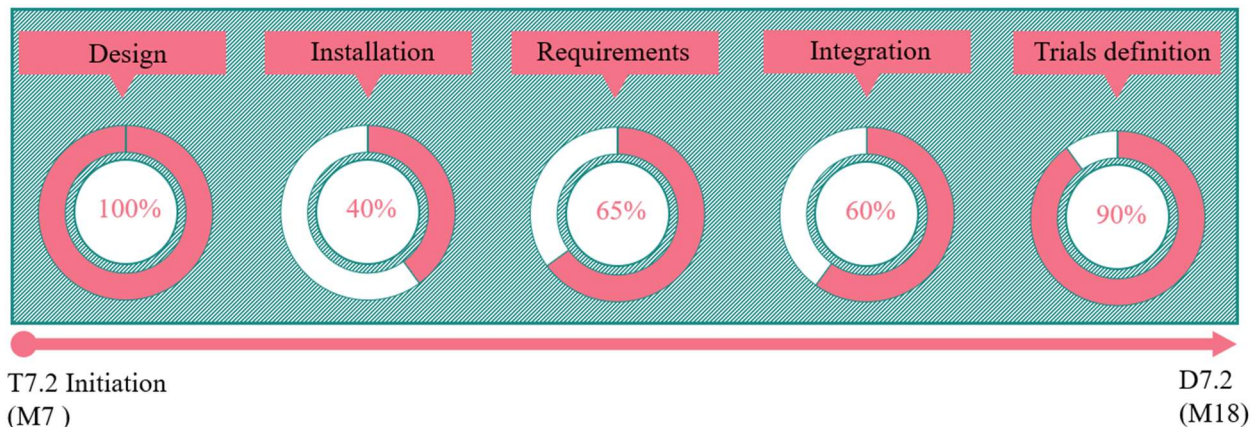 Design
Installation
Requirements
Integration
Trials definition
100%
40%
65%
60%
90%
T7.2 Initiation
(M7 )
D7.2
(M18)